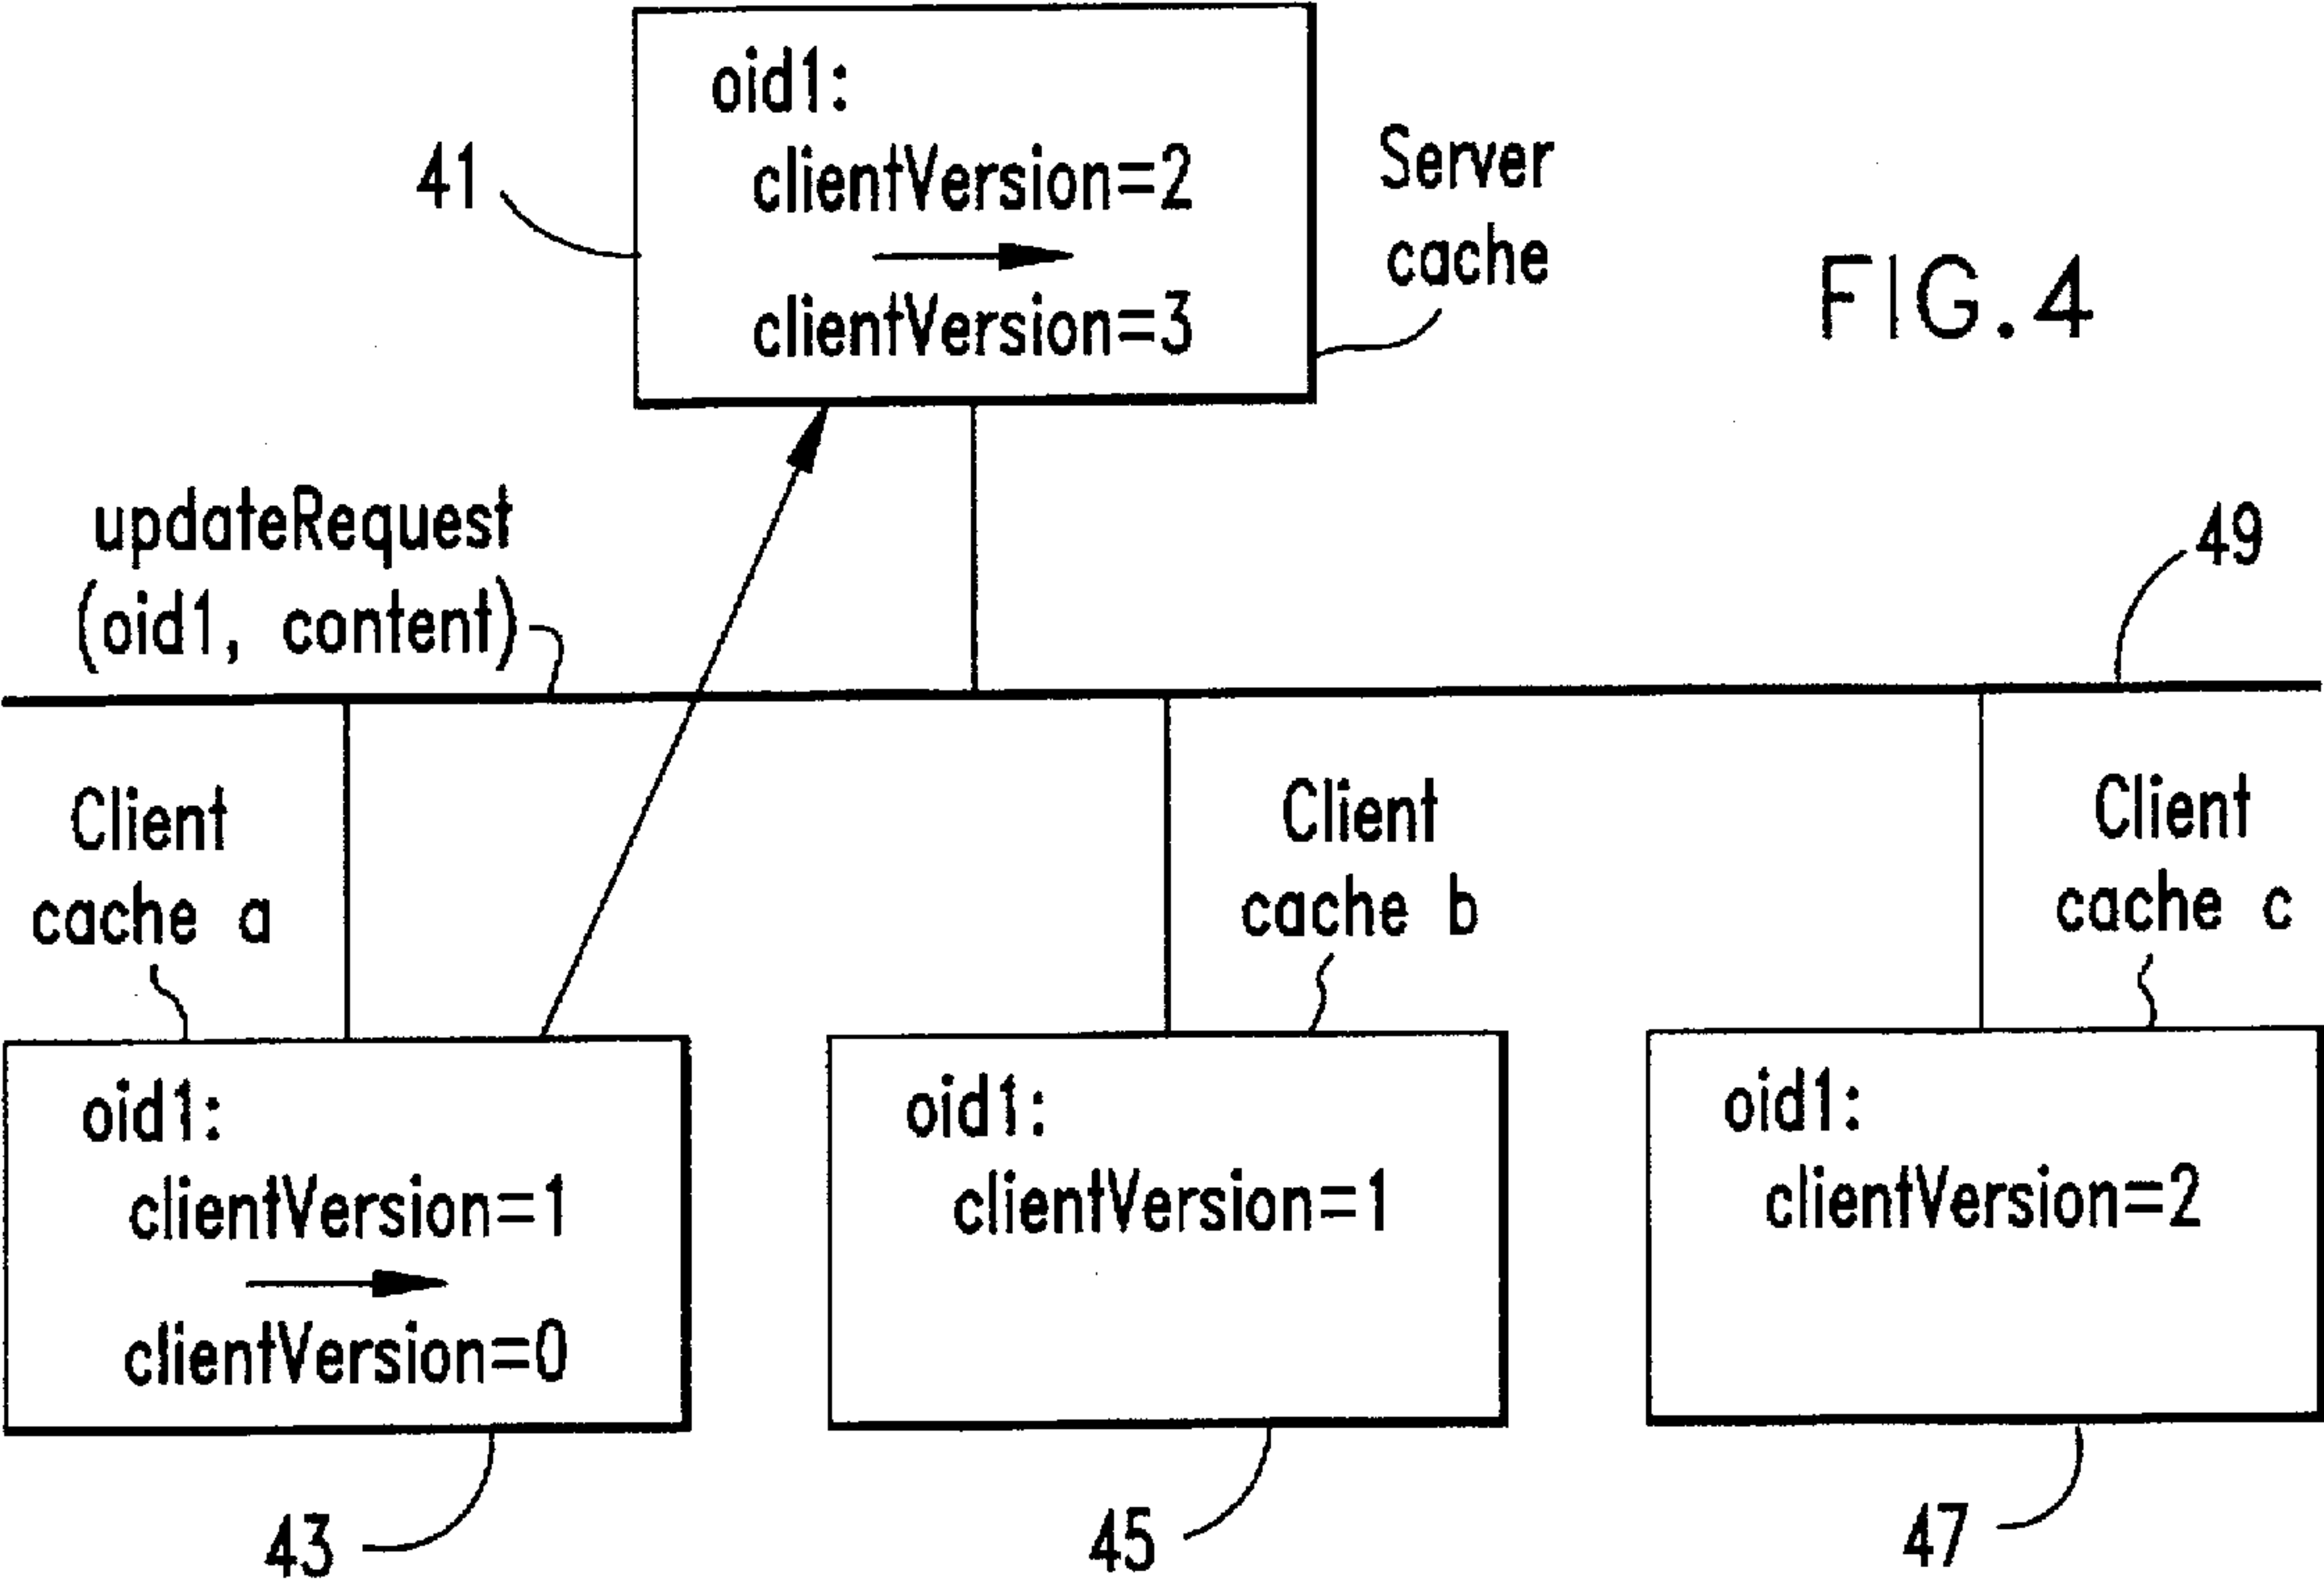 oid1:
clientVersion=2
clientVersion=3
41
Server
cache
FIG.4
updateRequest
(oid1, content)
49
Client
cache a
Client
cache b
Client
cache c
oid1:
clientVersion=1
clientVersion=0
oid1:
clientVersion=1
oid1:
clientVersion=2
43
45
47